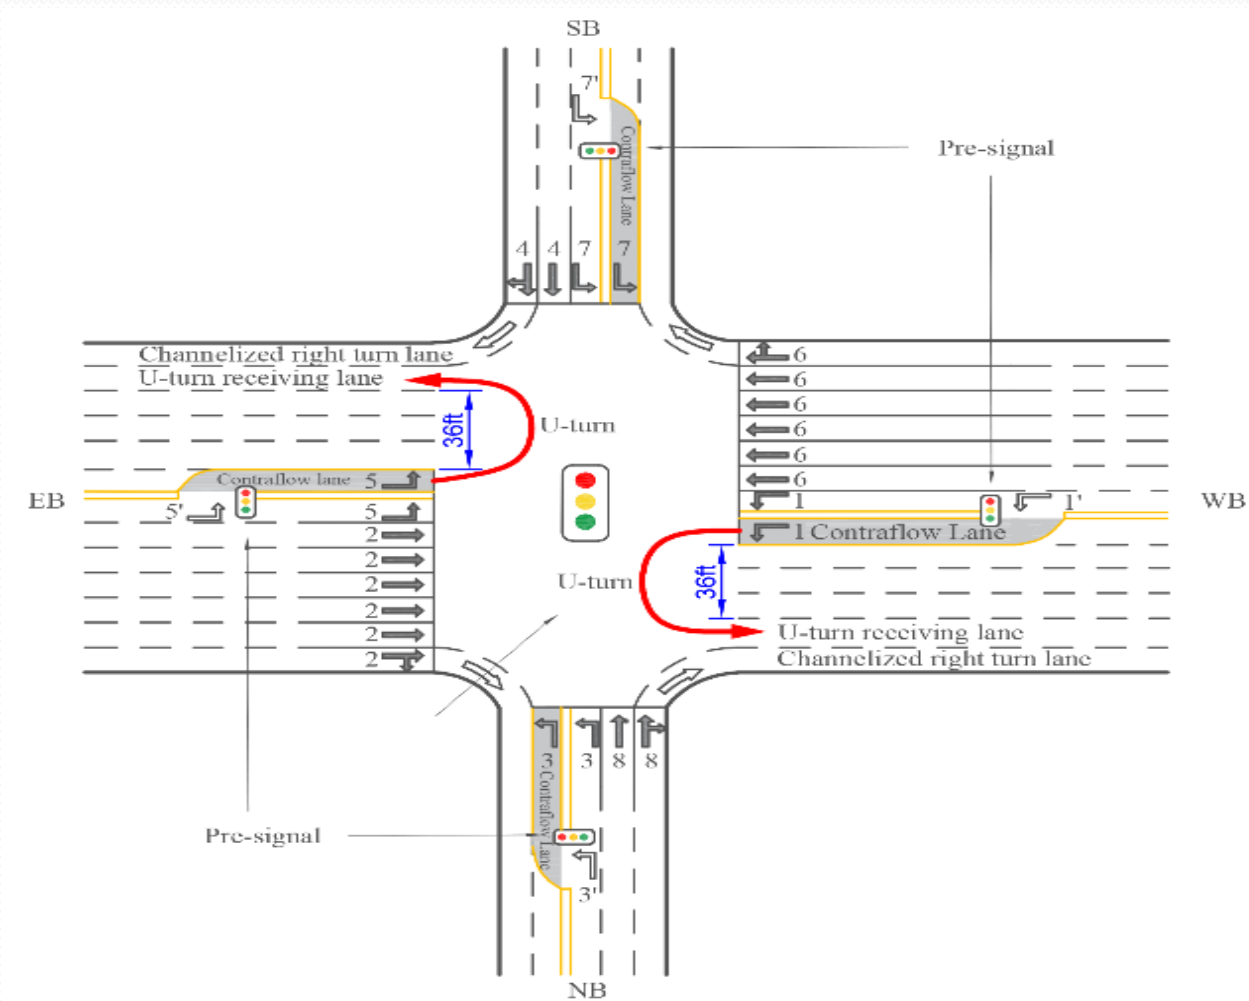 SB
7'
Pre-signal
Contraflow Lane
4 4 7 7
Channelized right turn lane
U-turn receiving lane
6
6
6
6
6
6
36ft
U-turn
Contraflow lane 5
EB
5'
5
1
1'
WB
1 Contraflow Lane
2
2
2
2
2
2
U-turn
36ft
U-turn receiving lane
Channelized right turn lane
3 3 8 8
Contraflow Lane
Pre-signal
3'
NB